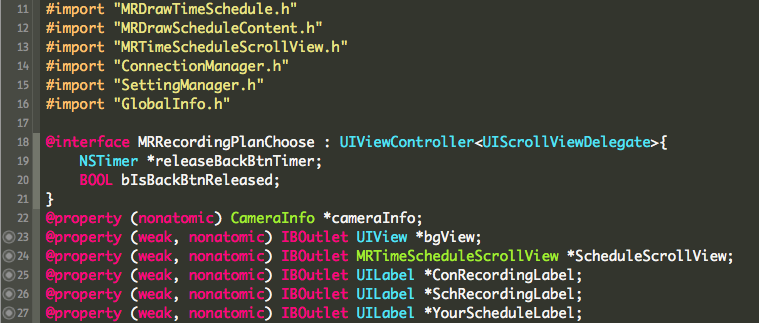 11 #import "MRDrawTimeSchedule.h"
12 #import "MRDrawScheduleContent.h"
13 #import "MRTimeScheduleScrollView.h"
14 #import "ConnectionManager.h"
15 #import "SettingManager.h"
16 #import "GlobalInfo.h"
17
18 @interface MRRecordingPlanChoose : UIViewController<UIScrollViewDelegate>{
19 NSTimer *releaseBackBtnTimer;
20 BOOL bIsBackBtnReleased;
21 }
22 @property (nonatomic) CameraInfo *cameraInfo;
23 @property (weak, nonatomic) IBOutlet UIView *bgView;
24 @property (weak, nonatomic) IBOutlet MRTimeScheduleScrollView *ScheduleScrollView;
25 @property (weak, nonatomic) IBOutlet UILabel *ConRecordingLabel;
26 @property (weak, nonatomic) IBOutlet UILabel *SchRecordingLabel;
27 @property (weak, nonatomic) IBOutlet UILabel *YourScheduleLabel;